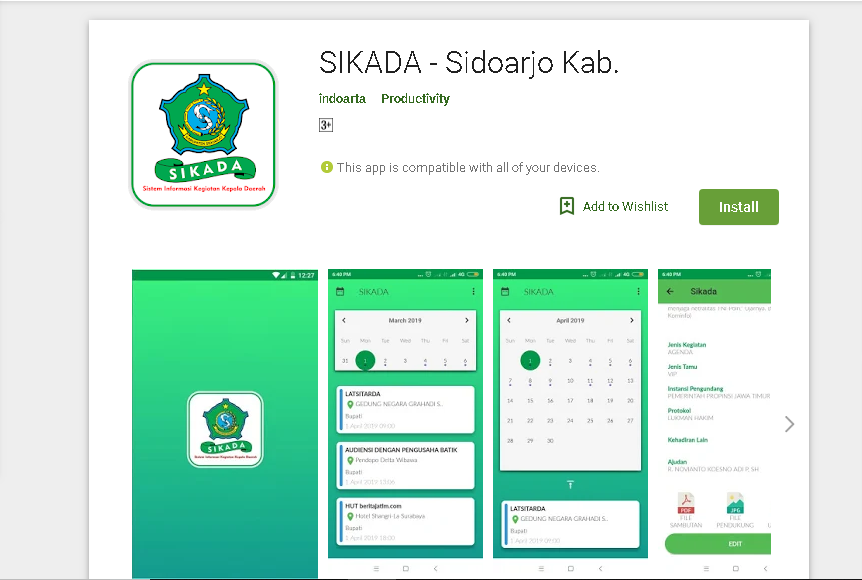 SIKADA - Sidoarjo Kab.
indoarta Productivity
3+
This app is compatible with all of your devices.
Add to Wishlist
Install
SIKADA
Sistem Informasi Kegiatan Kepala Daerah
12:27
SIKADA
Sistem Informasi Kegiatan Kepala Daerah
6:40 PM
4G
SIKADA
March 2019
Sun Mon Tue Wed Thu Fri Sat
31 1 2 3 4 5 6
LATSITARDA
GEDUNG NEGARA GRAHADI S..
Bupati
1 April 2019 09:00
AUDIENSI DENGAN PENGUSAHA BATIK
Pendopo Delta Wibawa
Bupati
1 April 2019 13:06
HUT beritajatim.com
Hotel Shangri-La Surabaya
Bupati
1 April 2019 18:00
6:40 PM
4G
SIKADA
April 2019
Sun Mon Tue Wed Thu Fri Sat
1 2 3 4 5 6
7 8 9 10 11 12 13
14 15 16 17 18 19 20
21 22 23 24 25 26 27
28 29 30
LATSITARDA
GEDUNG NEGARA GRAHADI S..
Bupati
1 April 2019 09:00
6:40 PM
Sikada
Kominfo)
Jenis Kegiatan
AGENDA
Jenis Tamu
VIP
Instansi Pengundang
PEMERINTAH PROPINSI JAWA TIMUR
Protokol
LUKMAN HAKIM
Kehadiran Lain
Ajudan
R. NOVIANTO KOESNO ADI P, SH
PDF
FILE
SAMBUTAN
JPG
FILE
PENDUKUNG
EDIT